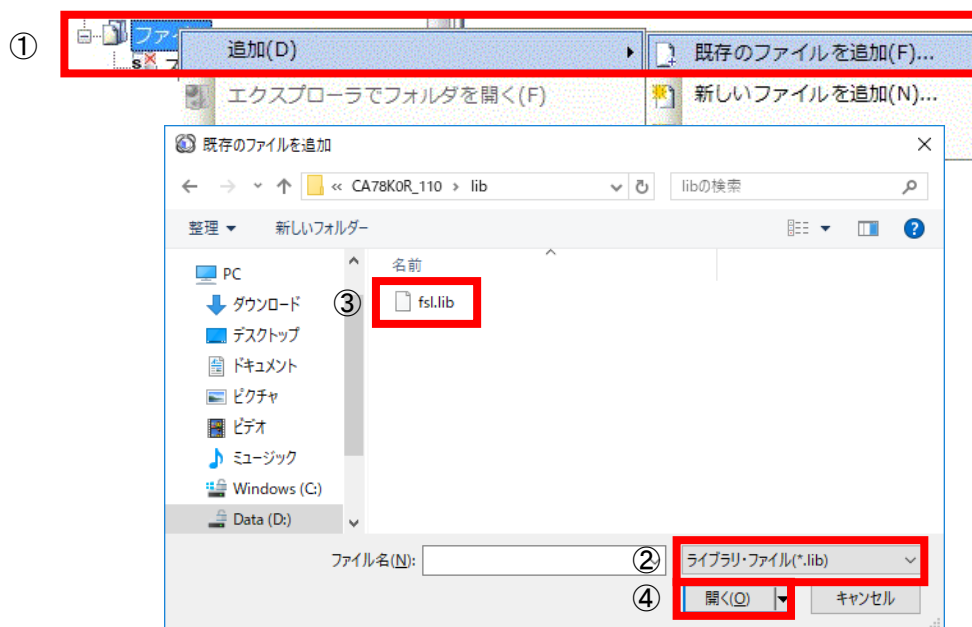 ①
ファイ
追加(D)
既存のファイルを追加(F)...
エクスプローラでフォルダを開く(F)
新しいファイルを追加(N)...
既存のファイルを追加
« CA78K0R_110 › lib
libの検索
整理
新しいフォルダー
名前
PC
ダウンロード
③
fsl.lib
デスクトップ
ドキュメント
ピクチャ
ビデオ
ミュージック
Windows (C:)
Data (D:)
ファイル名(N):
②
ライブラリ・ファイル(*.lib)
④
開く(O)
キャンセル